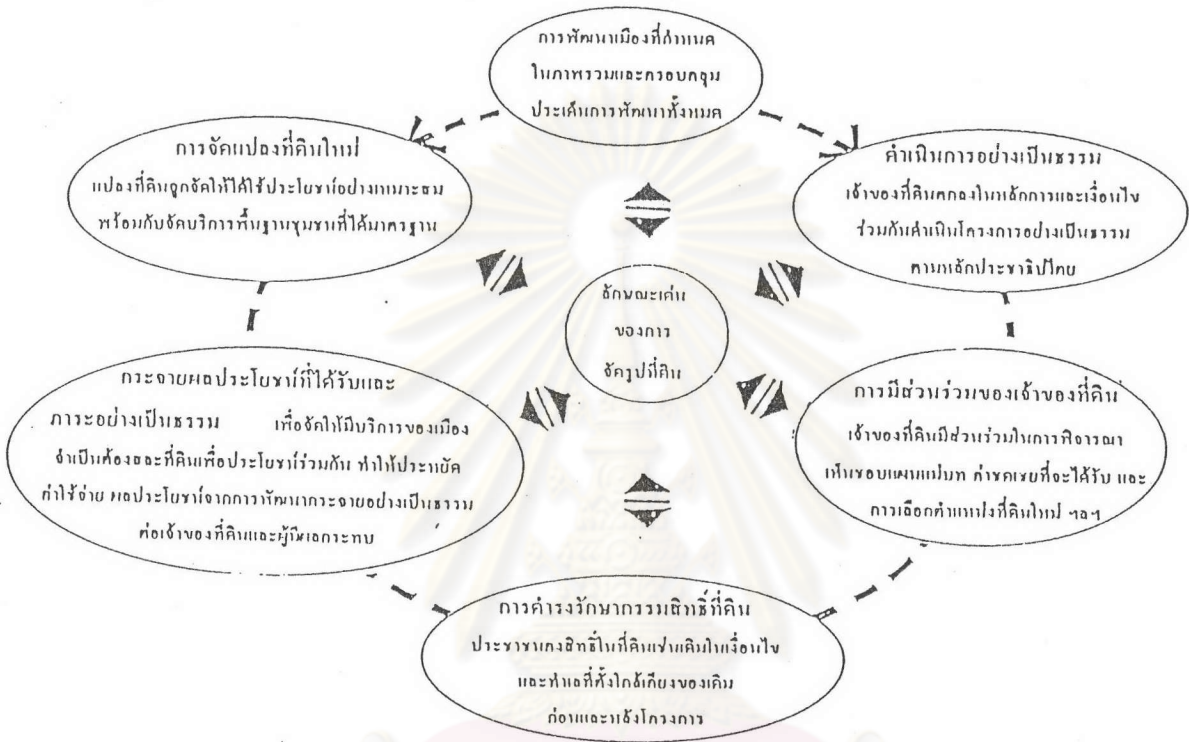 การพัฒนาเมืองที่กำหนด
ในภาพรวมและครอบคลุม
ประเด็นการพัฒนาทั้งหมด
การจัดแปลงที่ดินใหม่
แปลงที่ดินถูกจัดให้ได้ใช้ประโยชน์อย่างเหมาะสม
พร้อมกับจัดบริการพื้นฐานชุมชนที่ได้มาตรฐาน
ดำเนินการอย่างเป็นธรรม
เจ้าของที่ดินตกลงในหลักการและเงื่อนไข
ร่วมกันดำเนินโครงการอย่างเป็นธรรม
ตามหลักประชาธิปไตย
ลักษณะเด่น
ของการ
จัดรูปที่ดิน
กระจายผลประโยชน์ที่ได้รับและ
ภาระอย่างเป็นธรรม เพื่อจัดให้มีบริการของเมือง
จำเป็นต้องสละที่ดินเพื่อประโยชน์ร่วมกัน ทำให้ประหยัด
ค่าใช้จ่าย ผลประโยชน์จากการพัฒนากระจายอย่างเป็นธรรม
ต่อเจ้าของที่ดินและผู้มีผลกระทบ
การมีส่วนร่วมของเจ้าของที่ดิน
เจ้าของที่ดินมีส่วนร่วมในการพิจารณา
เห็นชอบแผนแม่บท ค่าชดเชยที่จะได้รับ และ
การเลือกตำแหน่งที่ดินใหม่ ฯลฯ
การดำรงรักษากรรมสิทธิ์ที่ดิน
ประชาชนคงสิทธิ์ในที่ดินเช่นเดิมในเงื่อนไข
และทำเลที่ตั้งใกล้เคียงของเดิม
ก่อนและหลังโครงการ